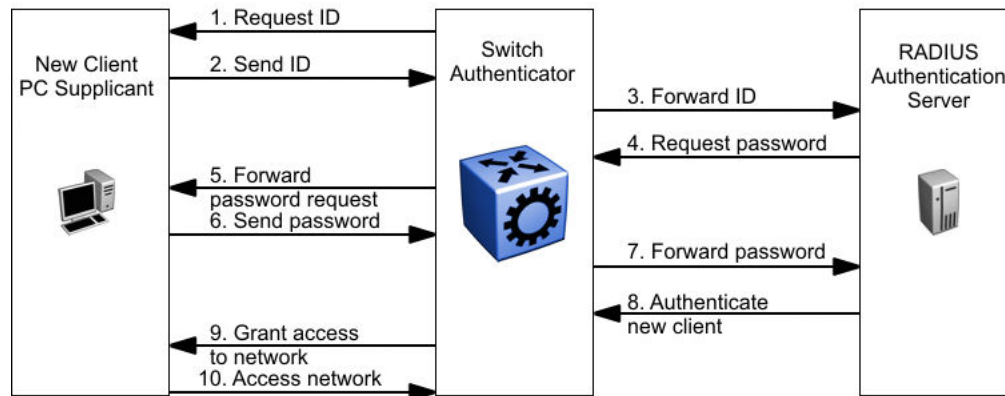 New Client
PC Supplicant
Switch
Authenticator
RADIUS
Authentication
Server
1. Request ID
2. Send ID
3. Forward ID
4. Request password
5. Forward
password request
6. Send password
7. Forward password
8. Authenticate
new client
9. Grant access
to network
10. Access network